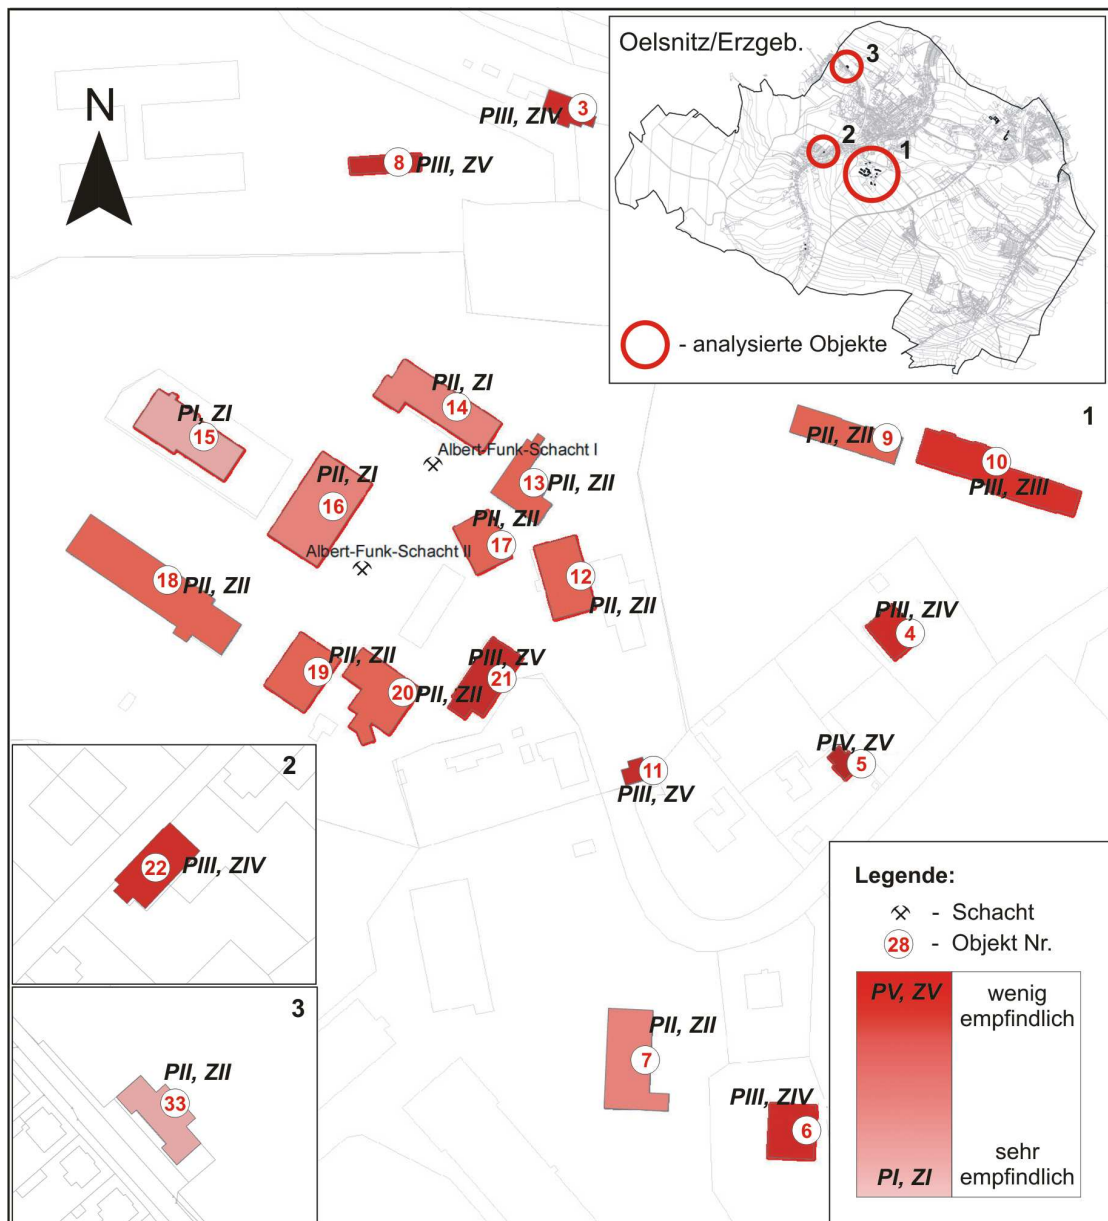 Oelsnitz/Erzgeb.
3
2
1
- analysierte Objekte
N
3
PIII, ZIV
8
PIII, ZV
1
PII, ZI
14
PI, ZI
15
Albert-Funk-Schacht I
PII, ZI
16
13
PII, ZII
PII, ZII
9
10
PIII, ZIII
PII, ZII
17
Albert-Funk-Schacht II
18
PII, ZII
12
PII, ZII
PIII, ZIV
4
PII, ZII
19
PII, ZII
20
PIII, ZV
21
11
PIII, ZV
PIV, ZV
5
2
22
PIII, ZIV
3
PII, ZII
33
PII, ZII
7
PIII, ZIV
6
Legende:
- Schacht
28 - Objekt Nr.
PV, ZV
wenig
empfindlich
sehr
empfindlich
PI, ZI